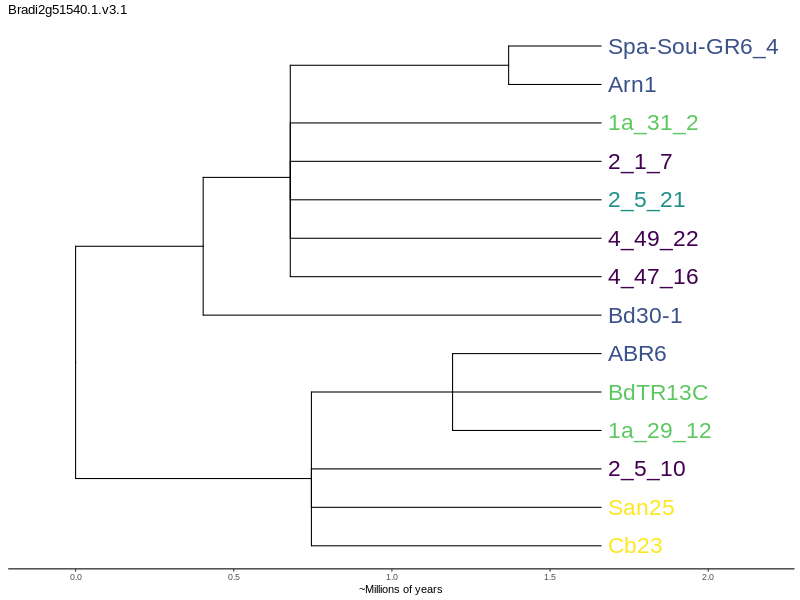 Bradi2g51540.1.v3.1
Spa-Sou-GR6_4
Arn1
1a_31_2
2_1_7
2_5_21
4_49_22
4_47_16
Bd30-1
ABR6
BdTR13C
1a_29_12
2_5_10
San25
Cb23
0.0 0.5 1.0 1.5 2.0
~Millions of years